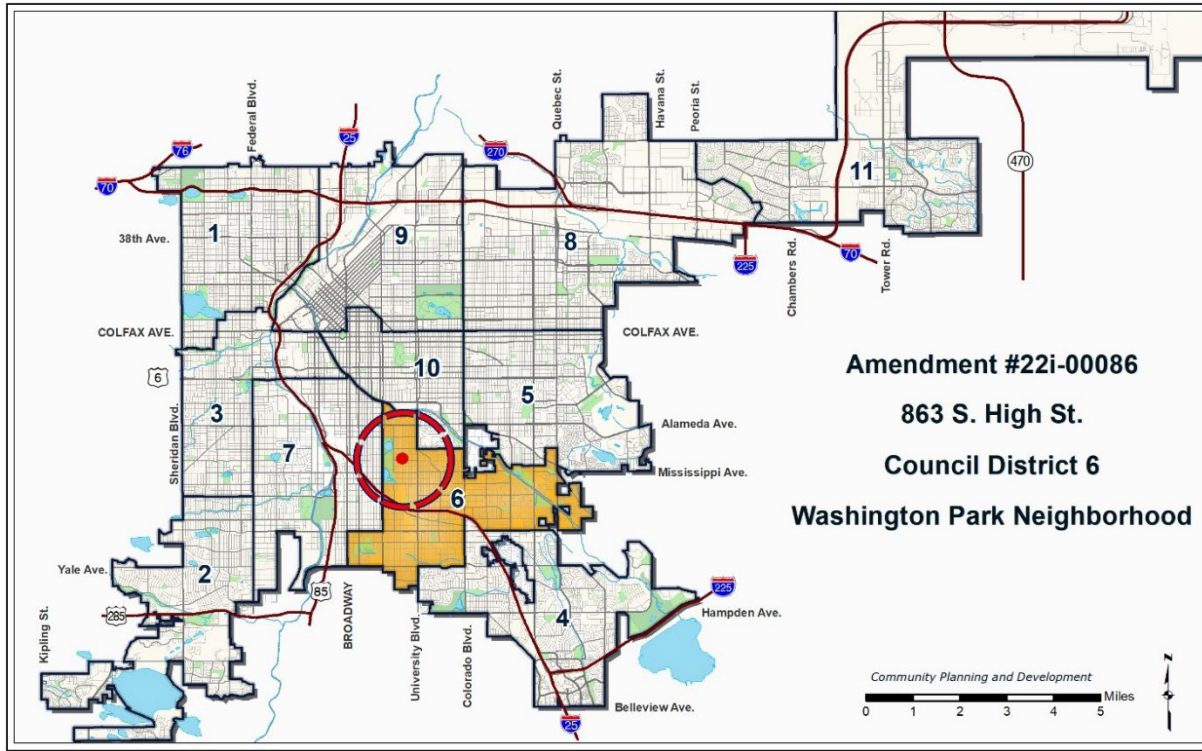 Federal Blvd.
Quebec St.
Havana St.
Peoria St.
76
25
270
70
470
11
1
9
8
38th Ave.
225
Chambers Rd.
70
Tower Rd.
COLFAX AVE.
COLFAX AVE.
6
10
3
5
Sheridan Blvd.
7
Alameda Ave.
Mississippi Ave.
6
Amendment #22i-00086
863 S. High St.
Council District 6
Washington Park Neighborhood
Yale Ave.
2
85
BROADWAY
285
Kipling St.
University Blvd.
Colorado Blvd.
4
225
Hampden Ave.
Belleview Ave.
25
Community Planning and Development
Miles
0 1 2 3 4 5
N